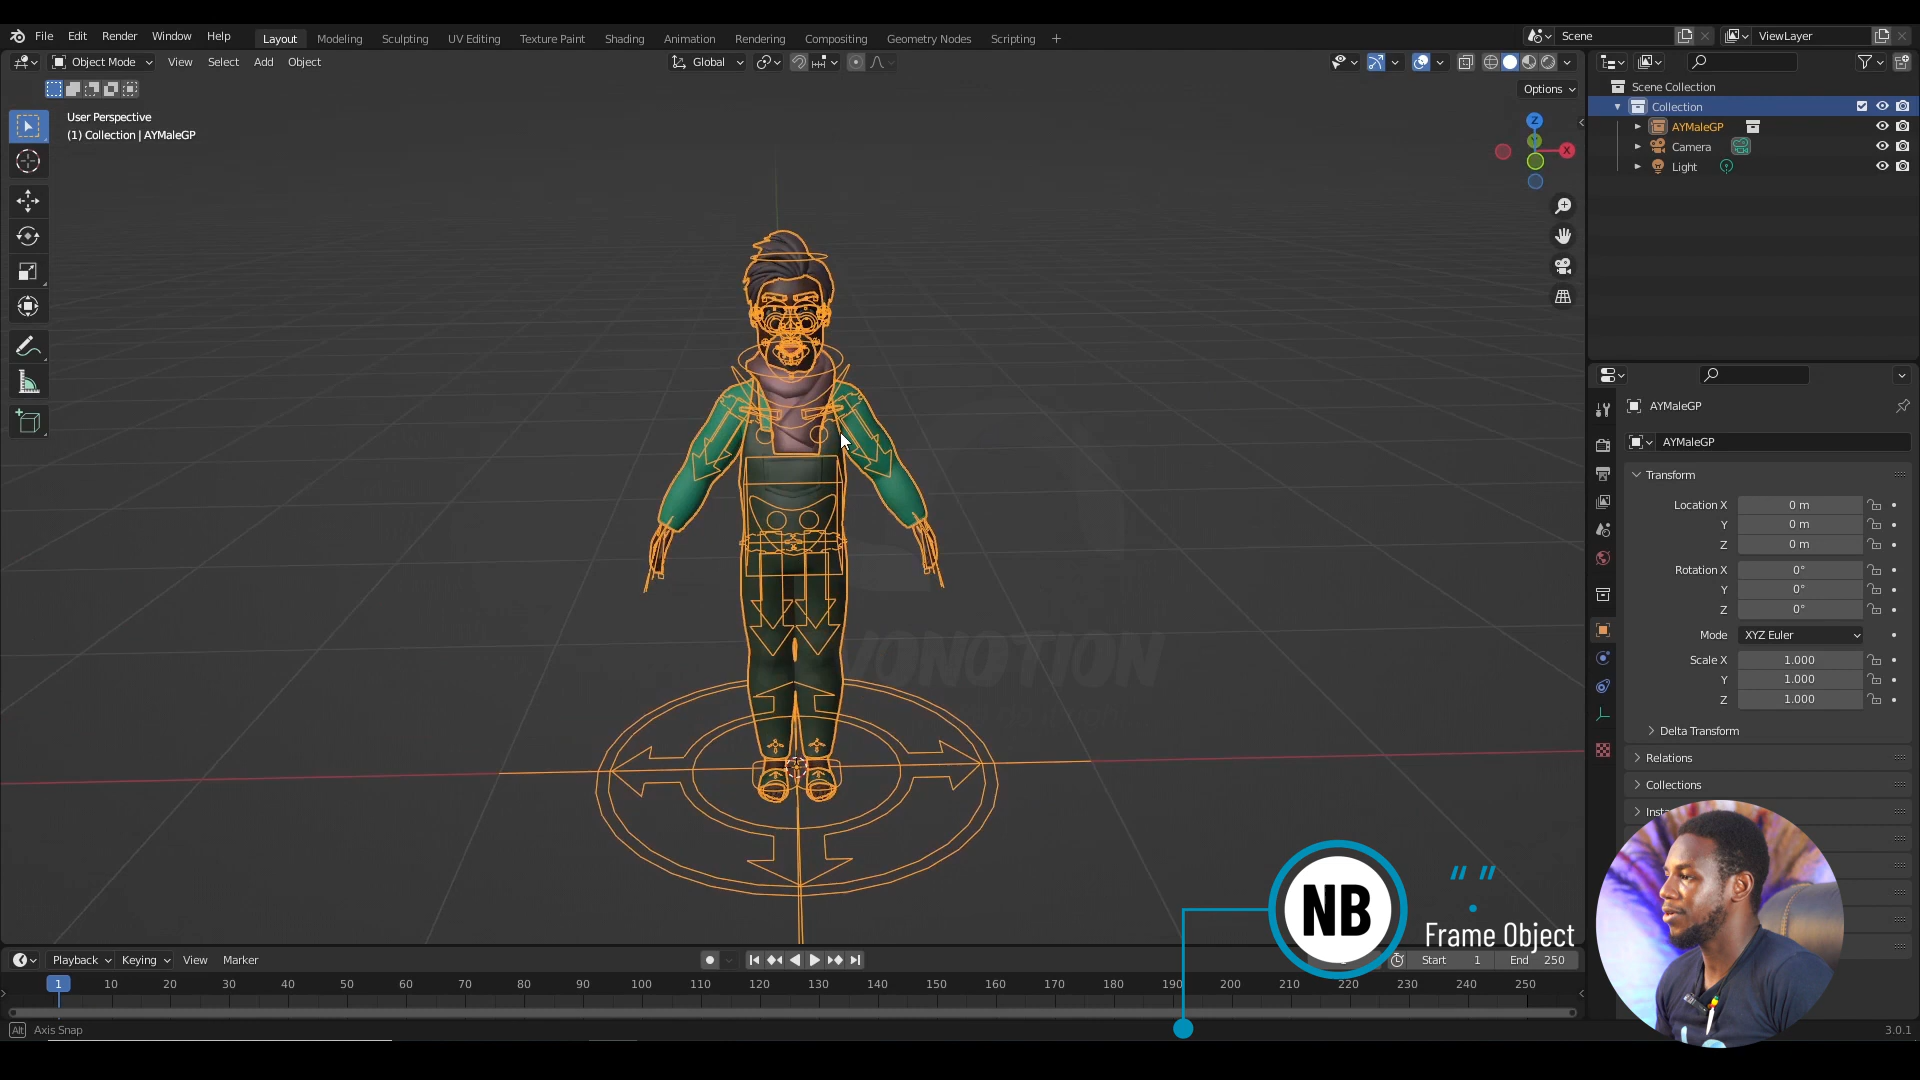 File Edit Render Window Help Layout Modeling Sculpting UV Editing Texture Paint Shading Animation Rendering Compositing Geometry Nodes Scripting + Scene ViewLayer
Object Mode View Select Add Object Global
Options
User Perspective
(1) Collection | AYMaleGP
Z
X
Scene Collection
Collection
AYMaleGP
Camera
Light
AYMaleGP
AYMaleGP
Transform
Location X 0 m
Y 0 m
Z 0 m
Rotation X 0°
Y 0°
Z 0°
Mode XYZ Euler
Scale X 1.000
Y 1.000
Z 1.000
Delta Transform
Relations
Collections
NB
" "
.
Frame Object
Playback Keying View Marker Start 1 End 250
1 10 20 30 40 50 60 70 80 90 100 110 120 130 140 150 160 170 180 190 200 210 220 230 240 250
Alt Axis Snap
3.0.1